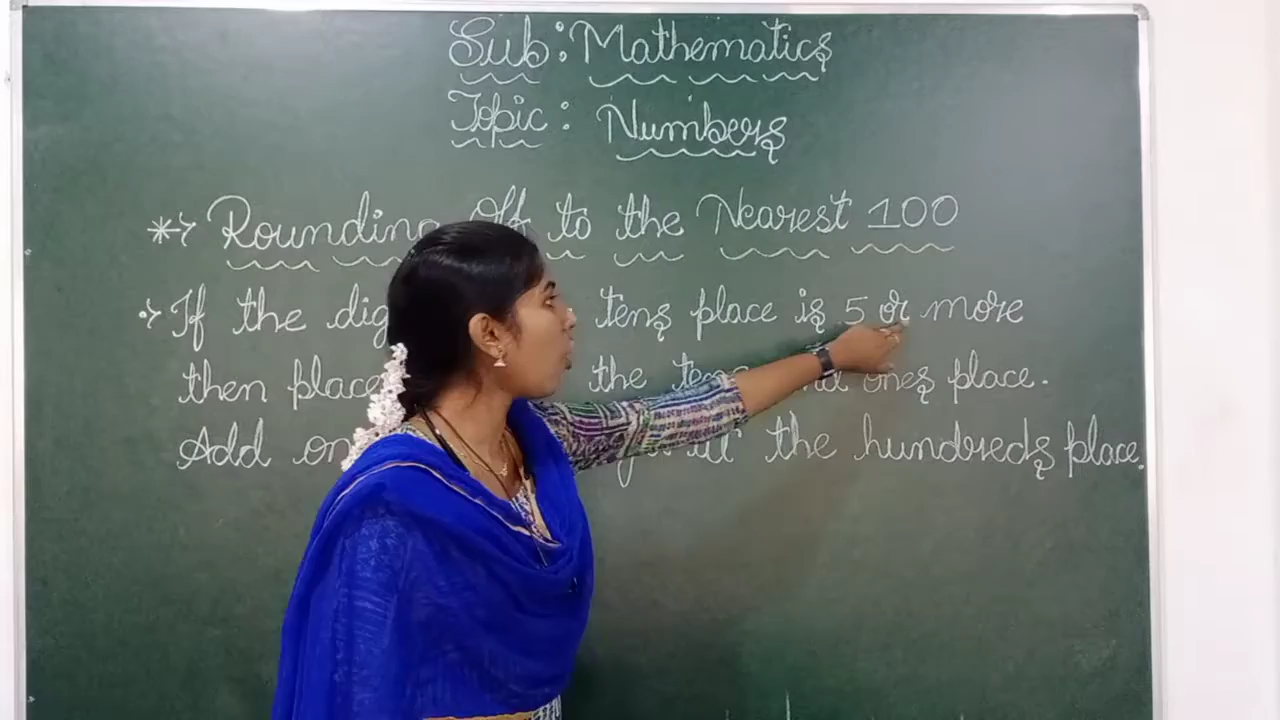 Sub: Mathematics
Topic: Numbers
*> Rounding Off to the Nearest 100
If the dig tens place is 5 or more
then place the and ones place.
Add the hundreds place.